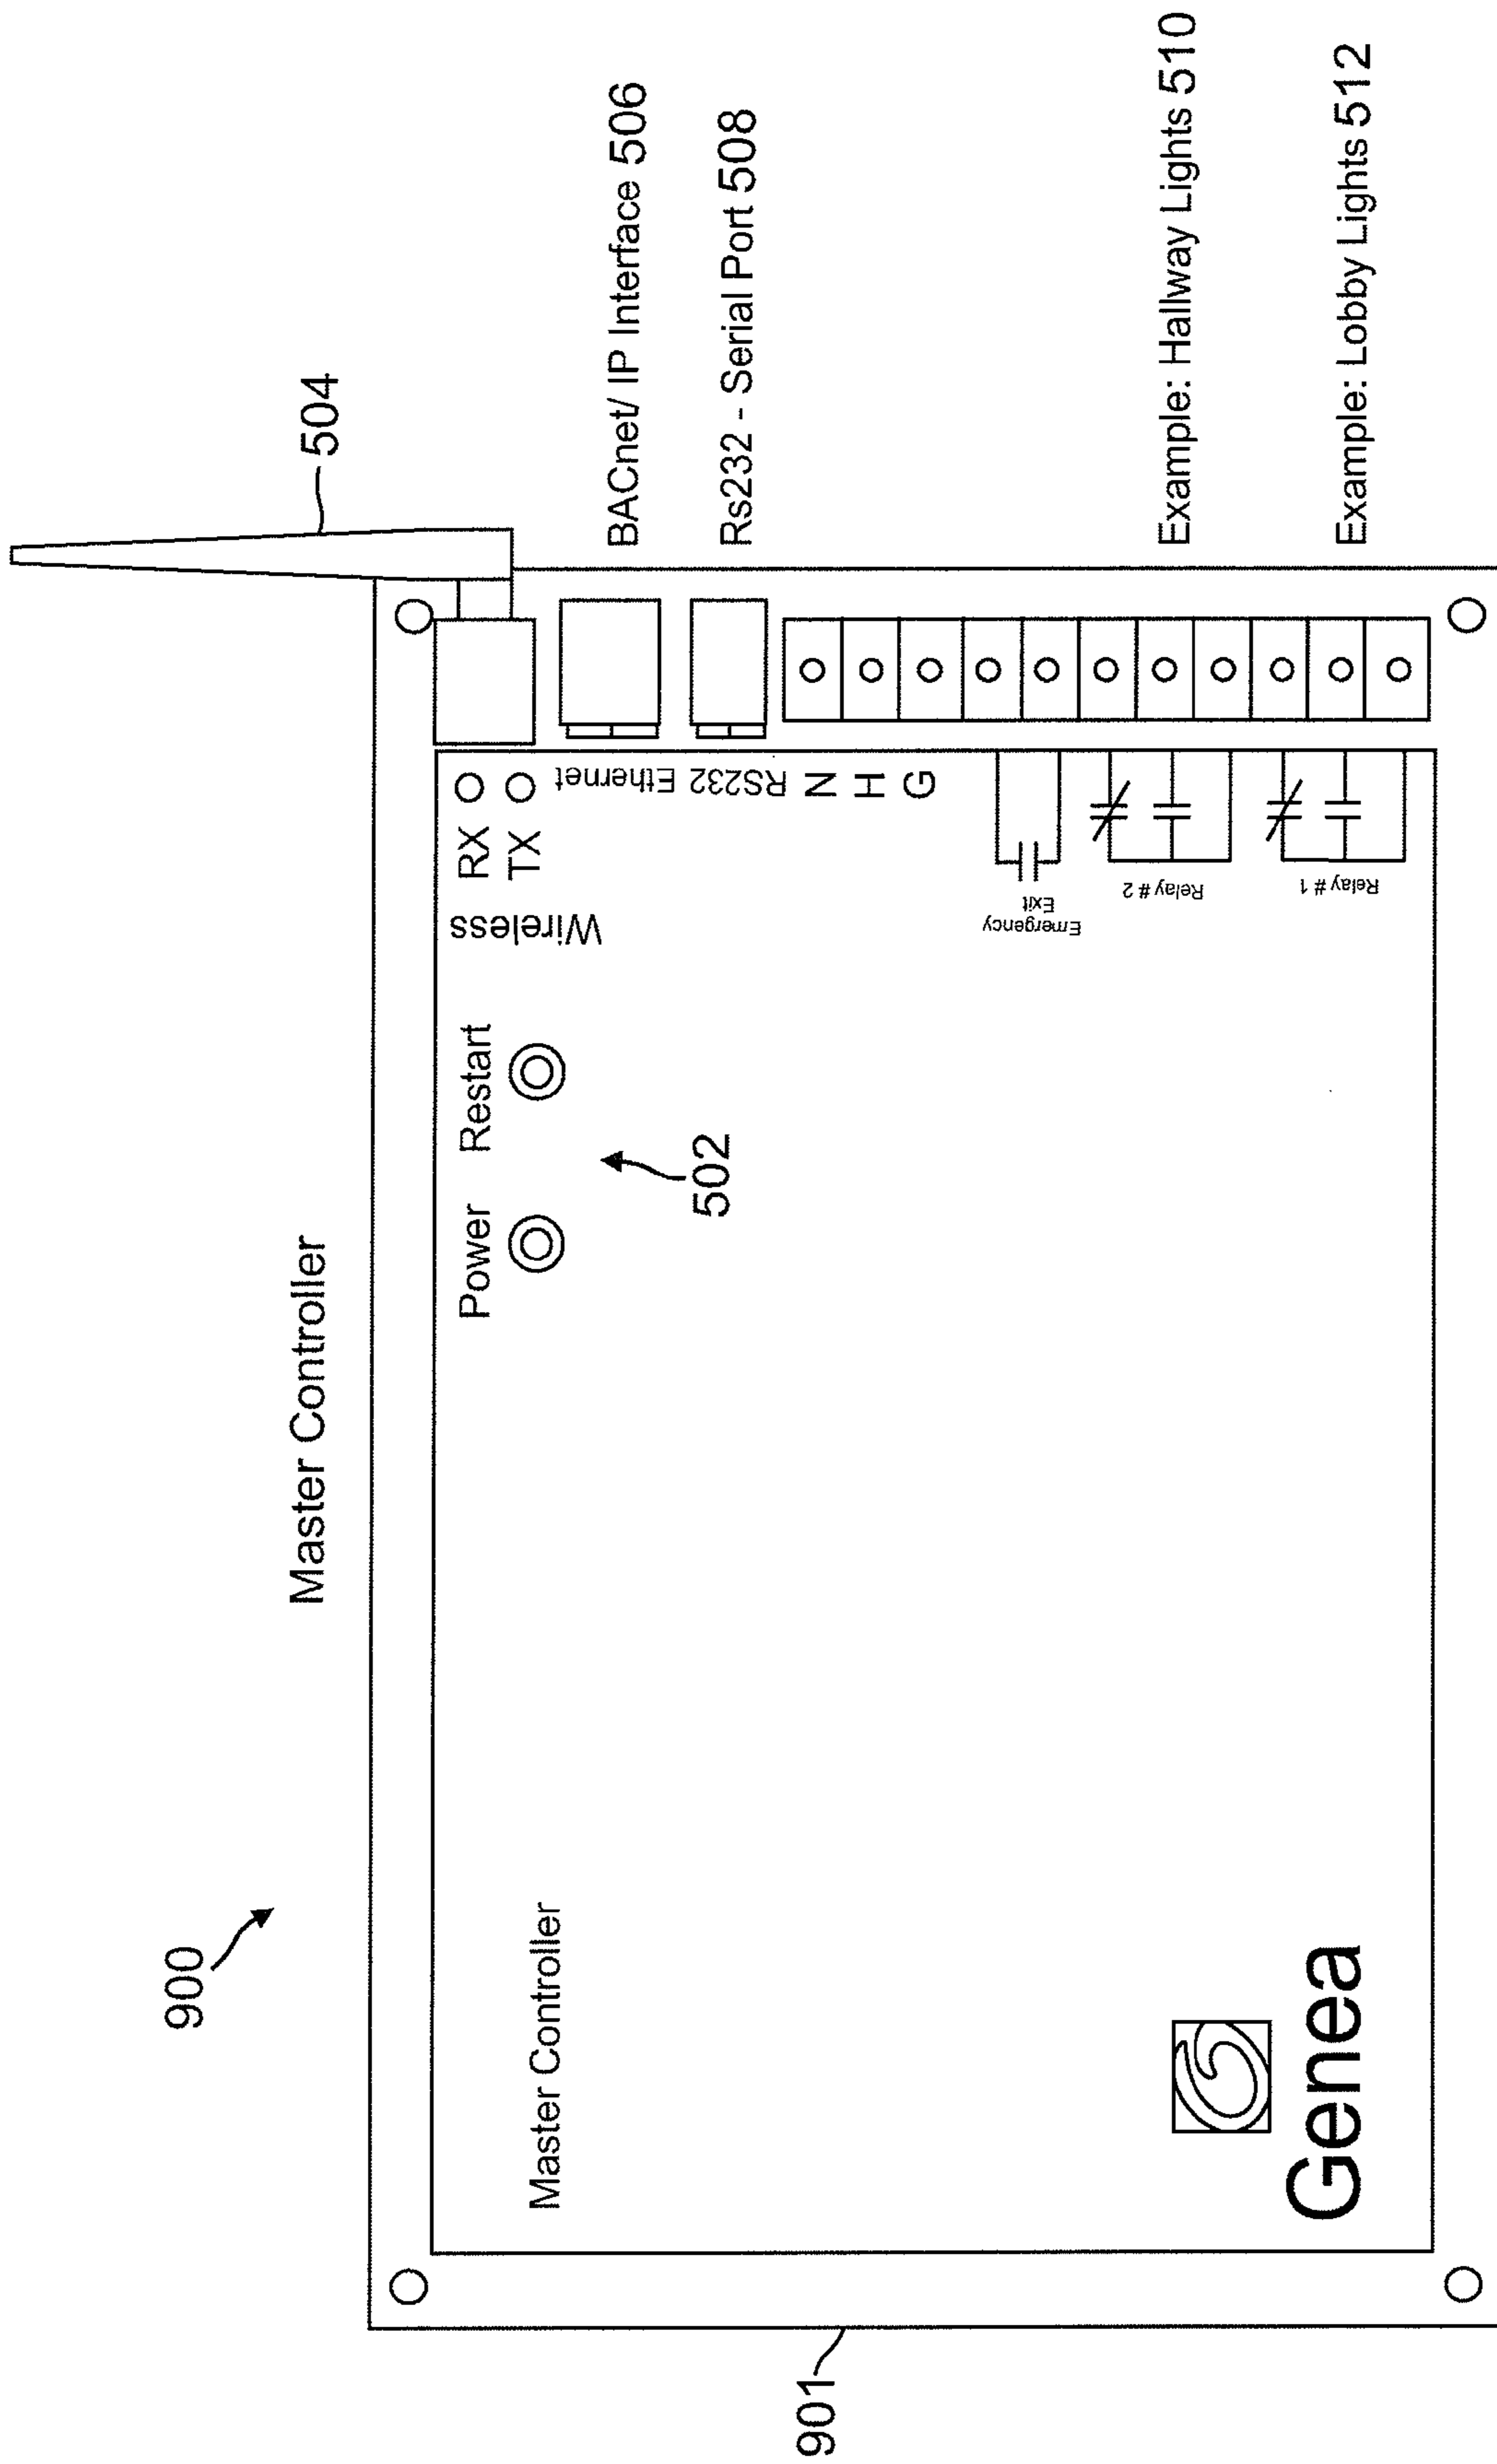 Master Controller
900
504
901
Master Controller
Power
Restart
502
Wireless
RX
TX
Ethernet
RS232
N
H
G
Emergency
Exit
Relay # 2
Relay # 1
BACnet/ IP Interface 506
Rs232 - Serial Port 508
Example: Hallway Lights 510
Example: Lobby Lights 512
Genea